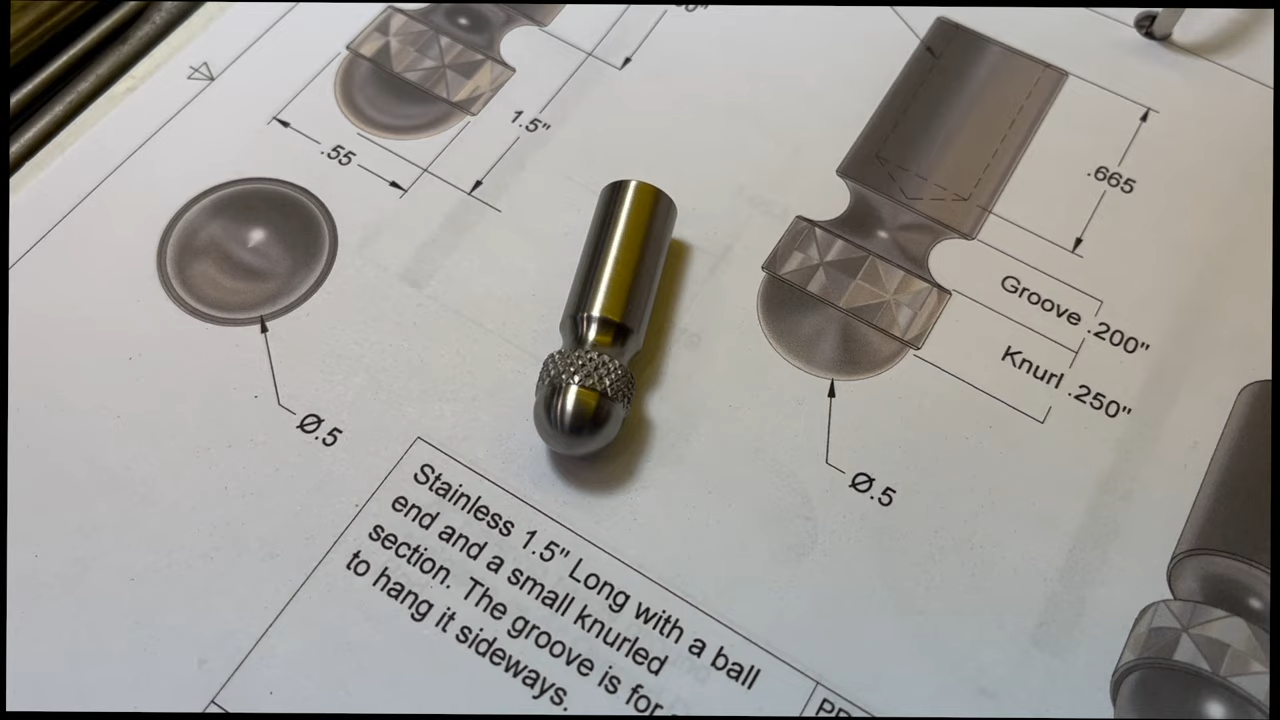 1.5"
.55
.665
Groove .200"
Knurl .250"
Ø.5
Ø.5
Stainless 1.5" Long with a ball
end and a small knurled
section. The groove is for
to hang it sideways.